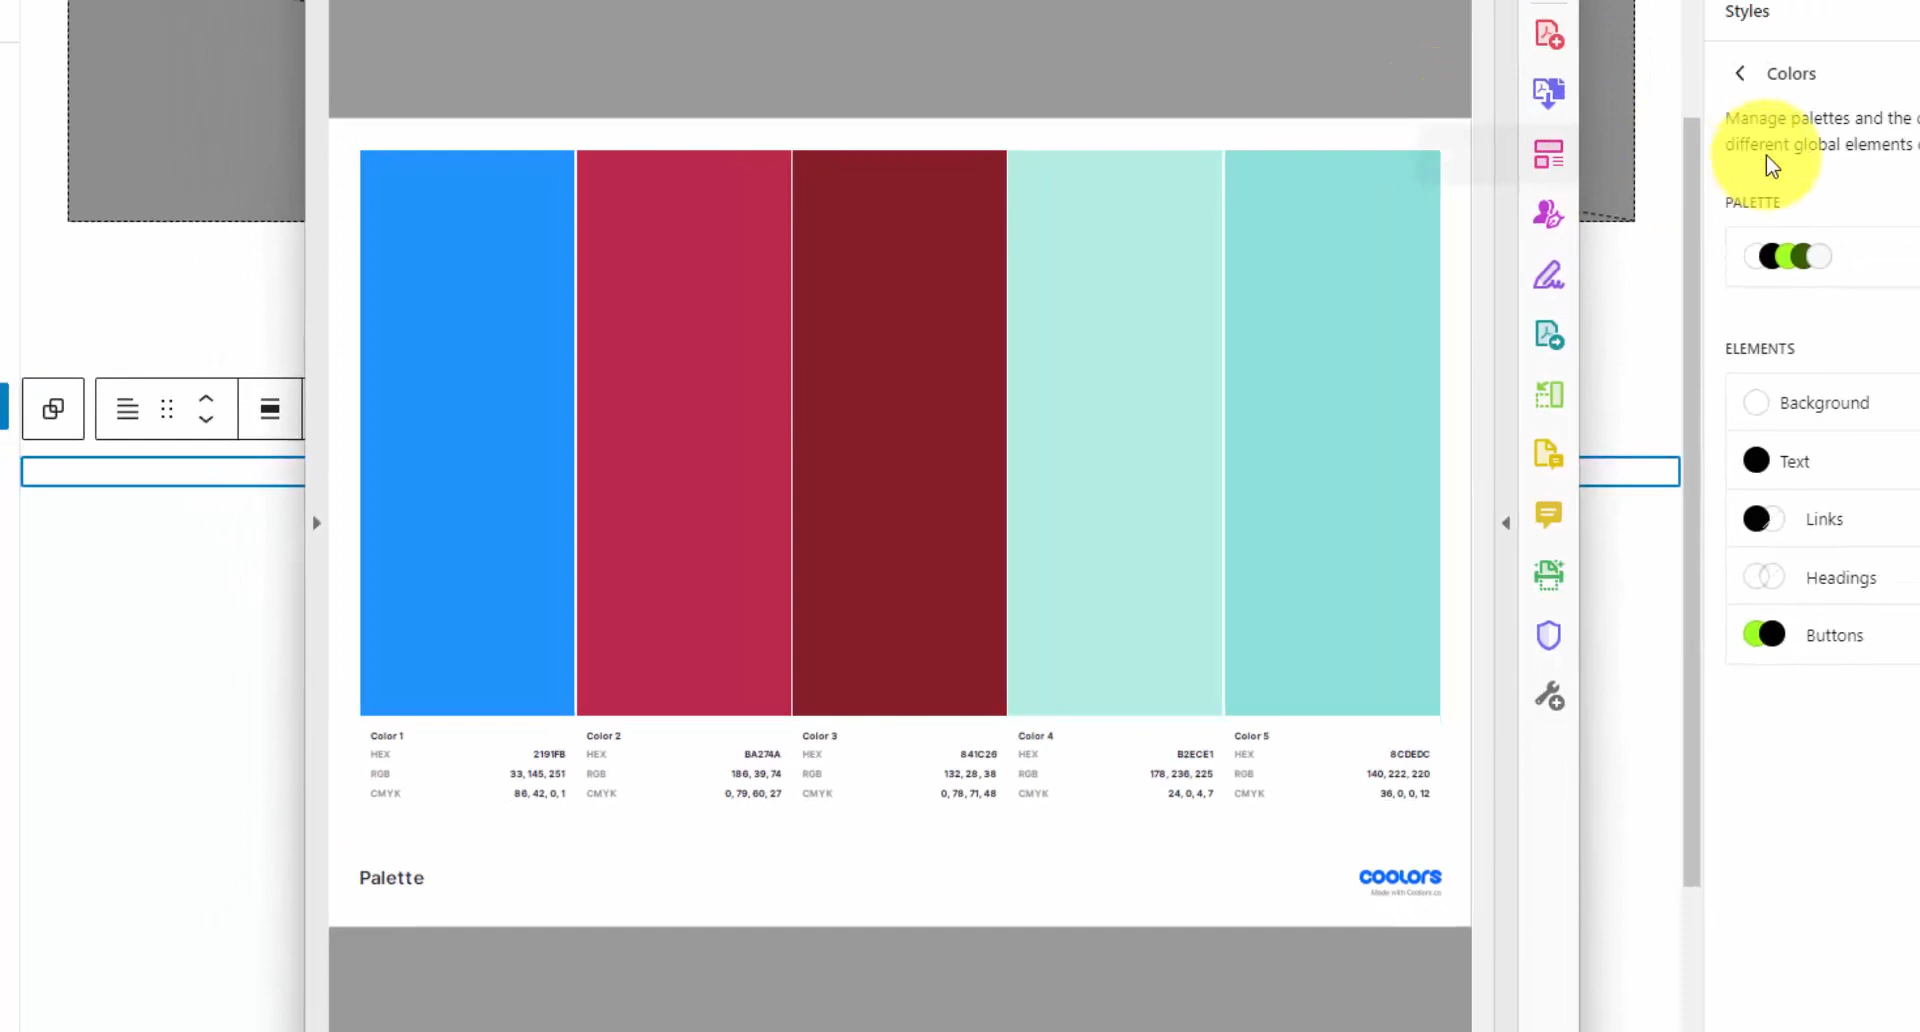 Styles
Colors
Manage palettes and the
different global elements
PALETTE
ELEMENTS
Background
Text
Links
Headings
Buttons
Color 1
HEX 2191FB
RGB 33, 145, 251
CMYK 86, 42, 0, 1
Color 2
HEX BA274A
RGB 186, 39, 74
CMYK 0, 79, 60, 27
Color 3
HEX 841C26
RGB 132, 28, 38
CMYK 0, 78, 71, 48
Color 4
HEX B2ECE1
RGB 178, 236, 225
CMYK 24, 0, 4, 7
Color 5
HEX 8CDEDC
RGB 140, 222, 220
CMYK 36, 0, 0, 12
Palette
coolors
Made with Coolors.co